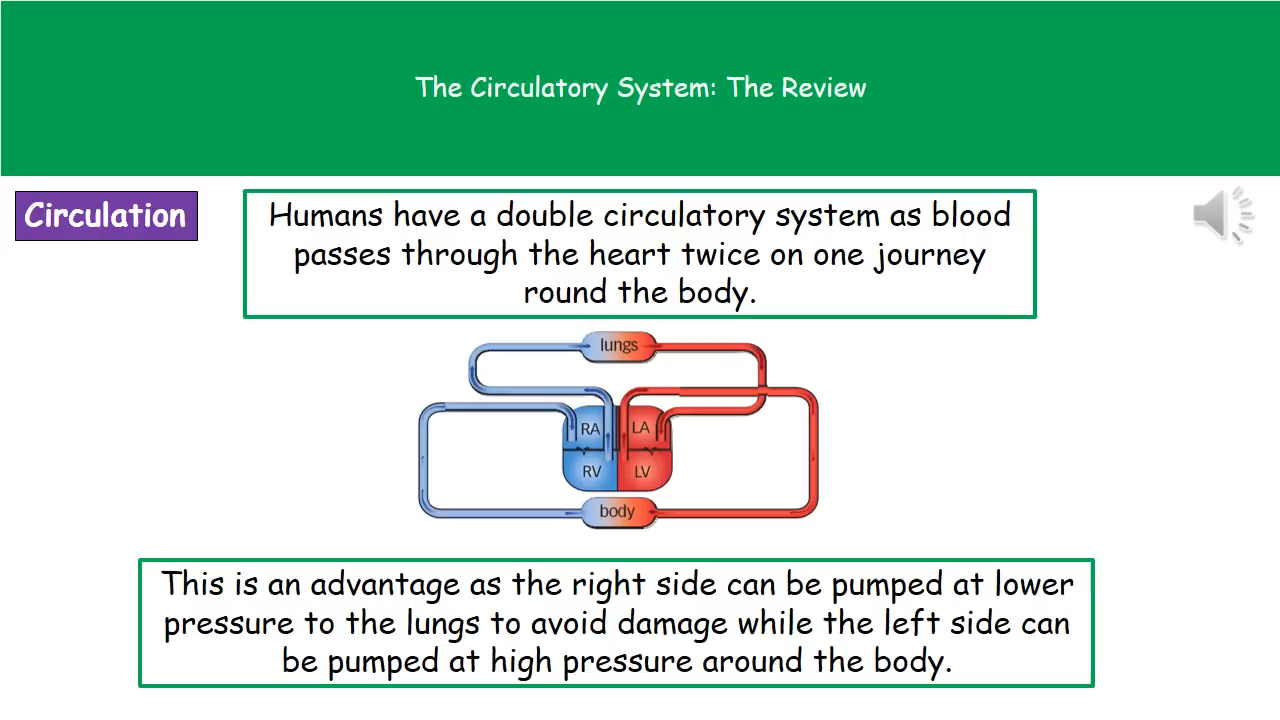 The Circulatory System: The Review
Circulation
Humans have a double circulatory system as blood
passes through the heart twice on one journey
round the body.
lungs
RA
LA
RV
LV
body
This is an advantage as the right side can be pumped at lower
pressure to the lungs to avoid damage while the left side can
be pumped at high pressure around the body.